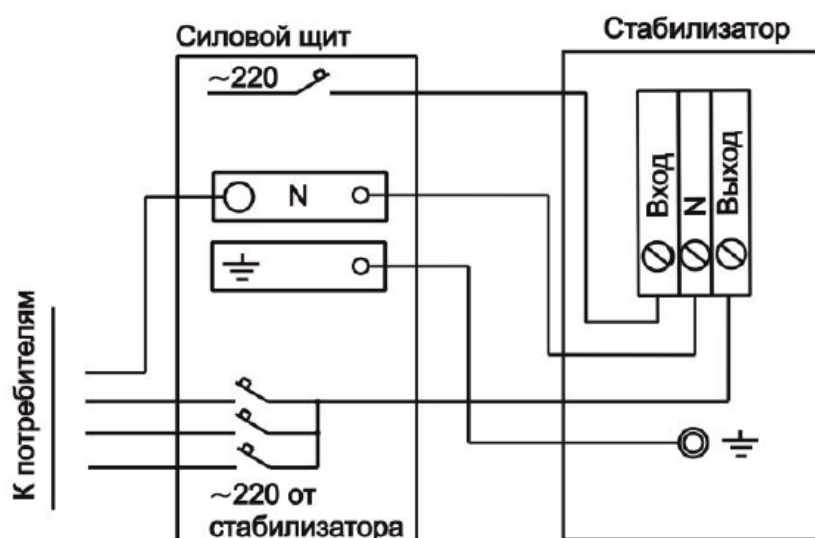 Силовой щит
Стабилизатор
~220
Вход
N
Выход
N
К потребителям
~220 от
стабилизатора